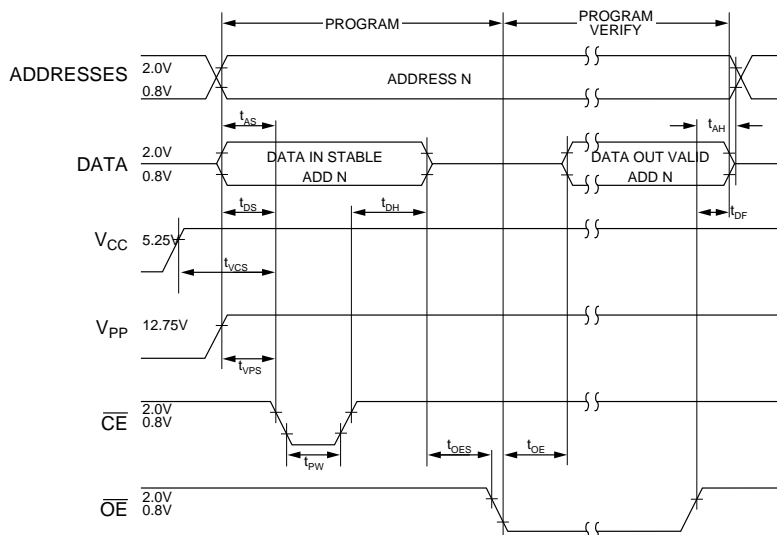 PROGRAM
PROGRAM
VERIFY
ADDRESSES
2.0V
0.8V
ADDRESS N
tAS
tAH
DATA
2.0V
0.8V
DATA IN STABLE
ADD N
DATA OUT VALID
ADD N
tDS
tDH
tDF
VCC
5.25V
tVCS
VPP
12.75V
tVPS
CE
2.0V
0.8V
tPW
tOES
tOE
OE
2.0V
0.8V